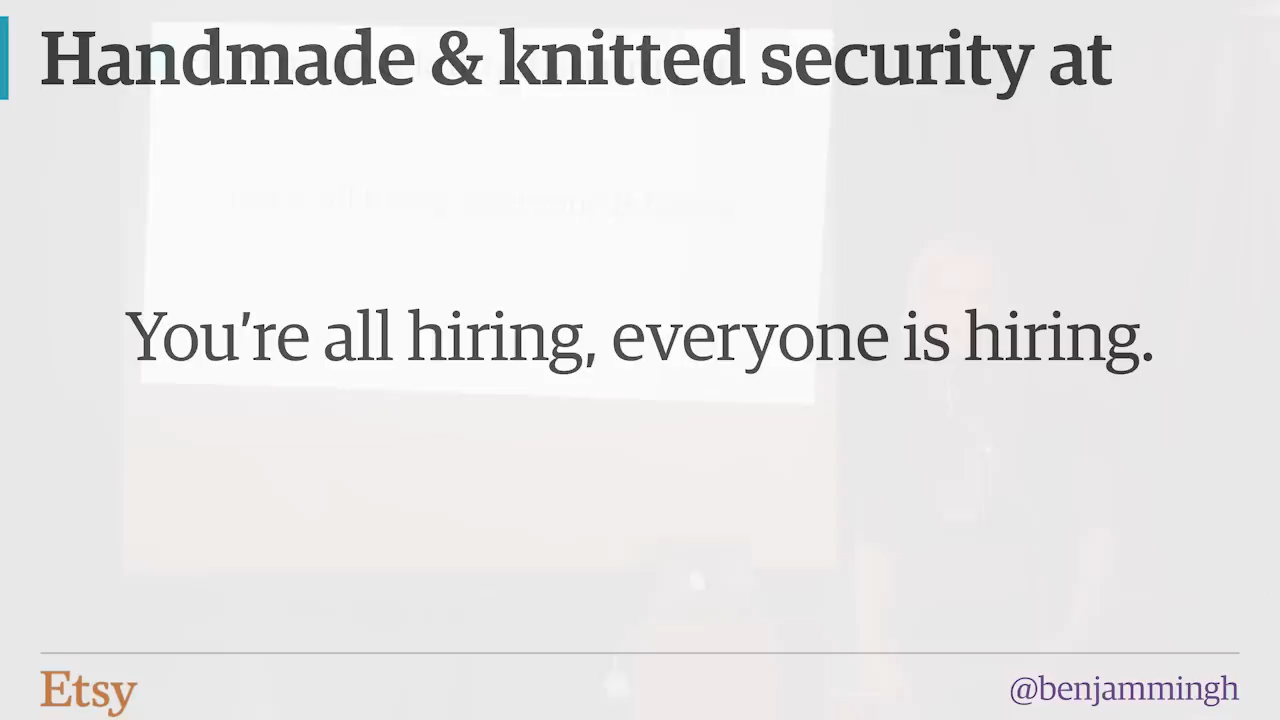 Handmade & knitted security at
You’re all hiring, everyone is hiring.
Etsy
@benjammingh